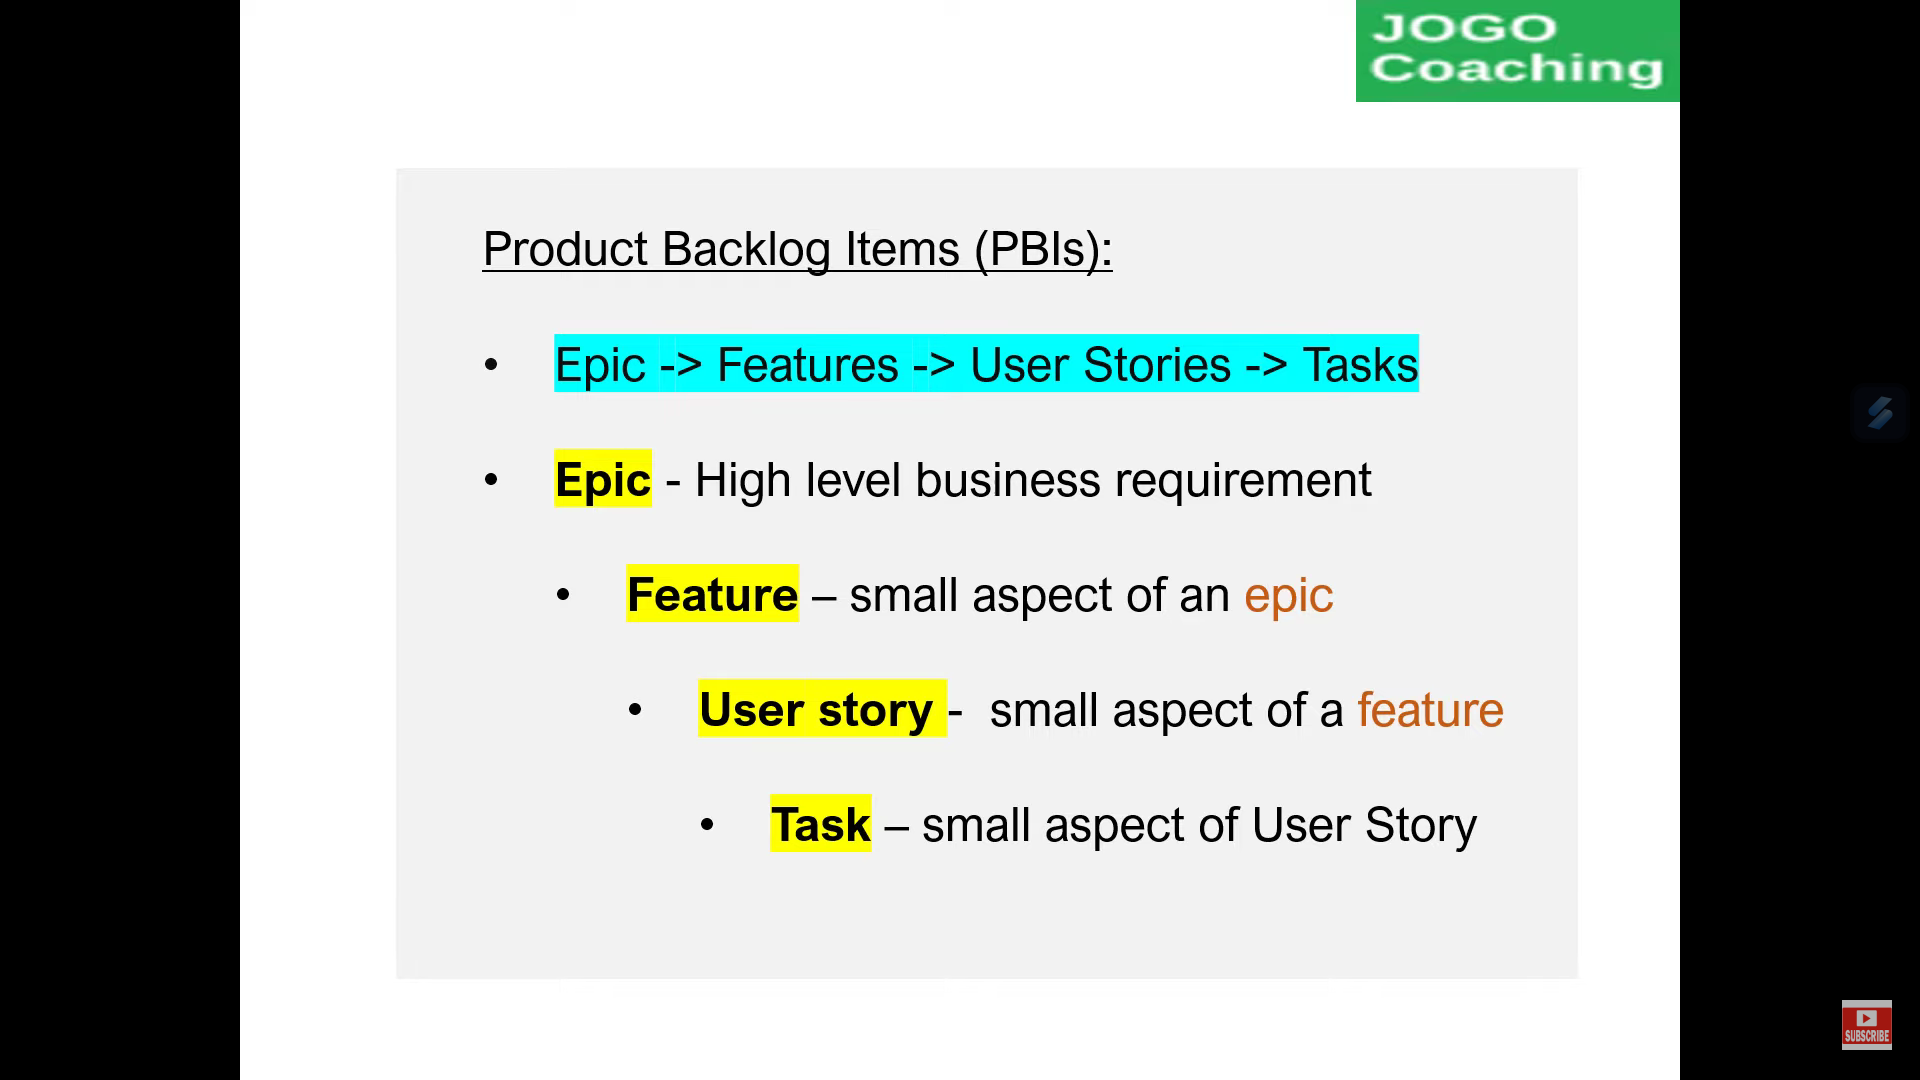 JOGO
Coaching
Product Backlog Items (PBIs):
• Epic -> Features -> User Stories -> Tasks
• Epic - High level business requirement
• Feature – small aspect of an epic
• User story - small aspect of a feature
• Task – small aspect of User Story
SUBSCRIBE